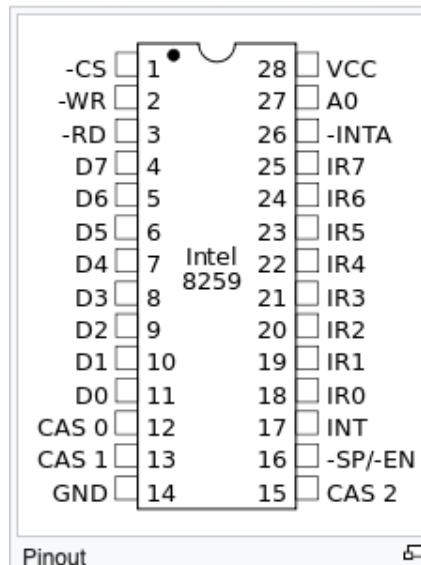 -CS 1 28 VCC
-WR 2 27 A0
-RD 3 26 -INTA
D7 4 25 IR7
D6 5 24 IR6
D5 6 23 IR5
D4 7 Intel 22 IR4
D3 8 8259 21 IR3
D2 9 20 IR2
D1 10 19 IR1
D0 11 18 IR0
CAS 0 12 17 INT
CAS 1 13 16 -SP/-EN
GND 14 15 CAS 2
Pinout